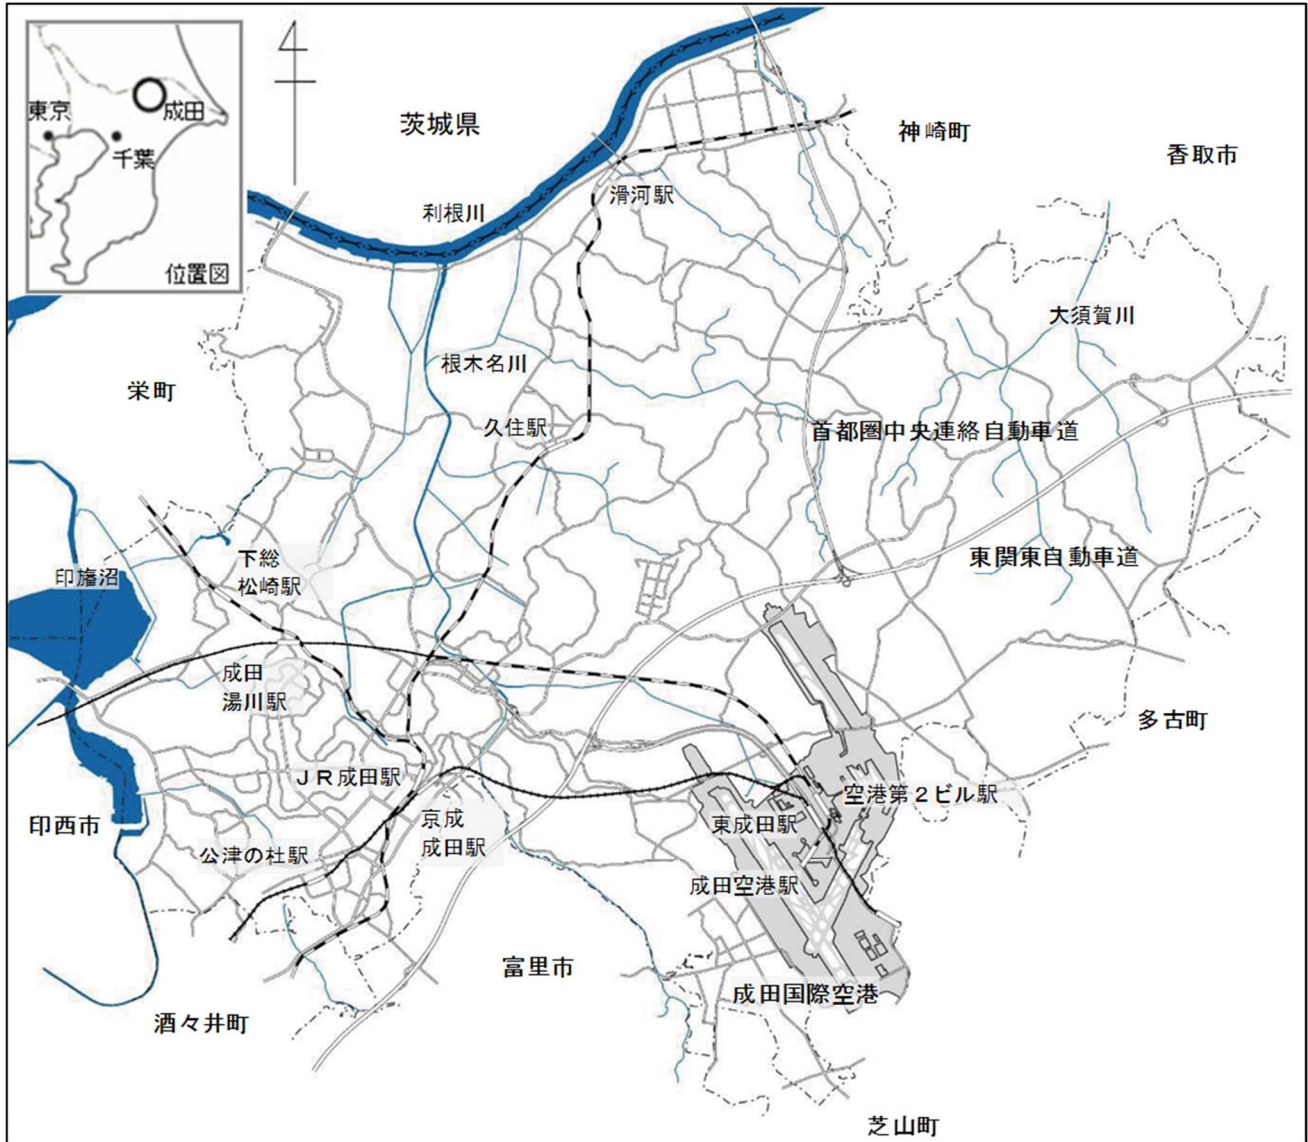 東京
成田
千葉
位置図
茨城県
神崎町
香取市
滑河駅
利根川
大須賀川
根木名川
栄町
久住駅
首都圏中央連絡自動車道
下総
松崎駅
東関東自動車道
印旛沼
成田
湯川駅
多古町
JR成田駅
空港第2ビル駅
京成
成田駅
東成田駅
印西市
公津の杜駅
成田空港駅
富里市
成田国際空港
酒々井町
芝山町